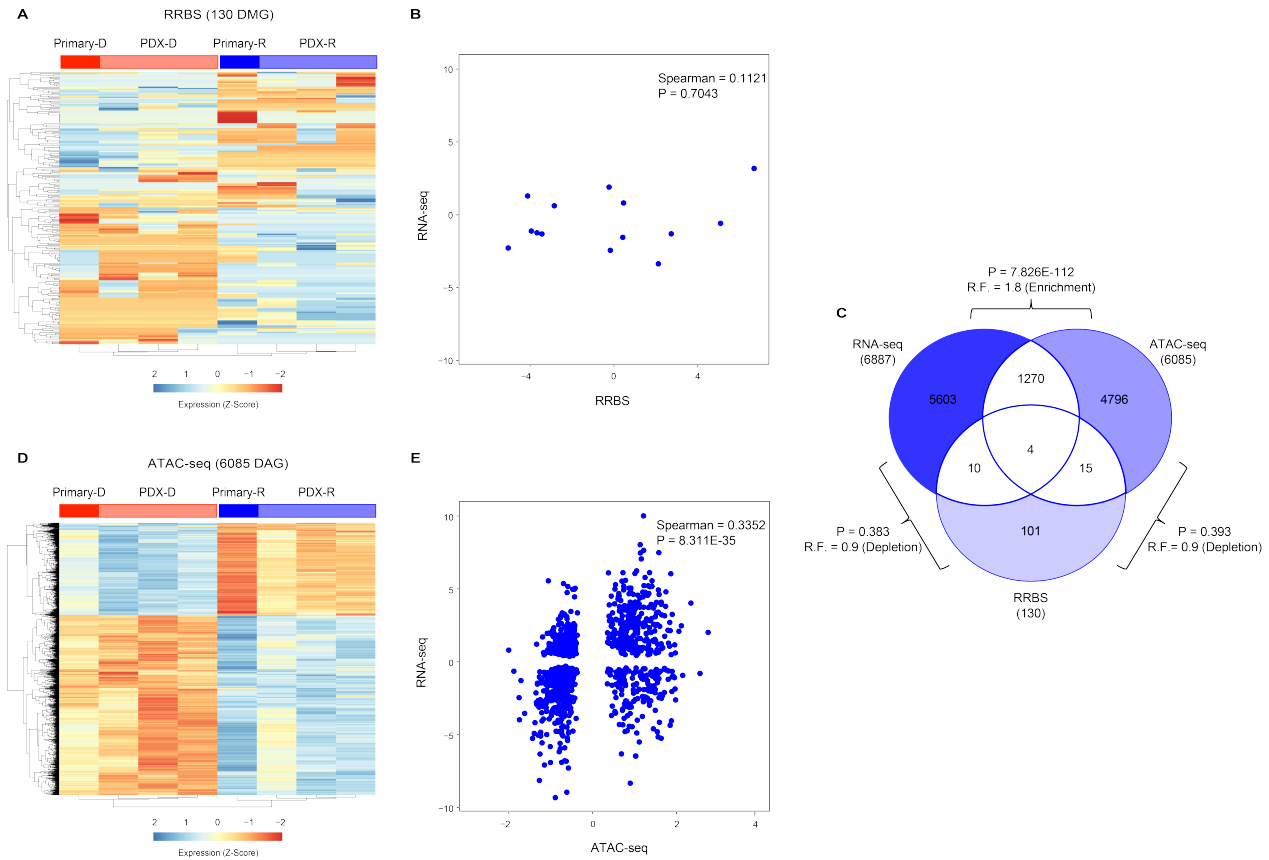 A
RRBS (130 DMG)
Primary-D PDX-D Primary-R PDX-R
2 1 0 −1 −2
Expression (Z-Score)
B
10
5
0
−5
−10
RNA-seq
Spearman = 0.1121
P = 0.7043
−4 0 4
RRBS
C
P = 7.826E-112
R.F. = 1.8 (Enrichment)
RNA-seq
(6887)
ATAC-seq
(6085)
1270
5603
4796
4
10
15
101
P = 0.383
R.F. = 0.9 (Depletion)
P = 0.393
R.F.= 0.9 (Depletion)
RRBS
(130)
D
ATAC-seq (6085 DAG)
Primary-D PDX-D Primary-R PDX-R
2 1 0 −1 −2
Expression (Z-Score)
E
10
5
0
−5
−10
RNA-seq
Spearman = 0.3352
P = 8.311E-35
−2 0 2 4
ATAC-seq